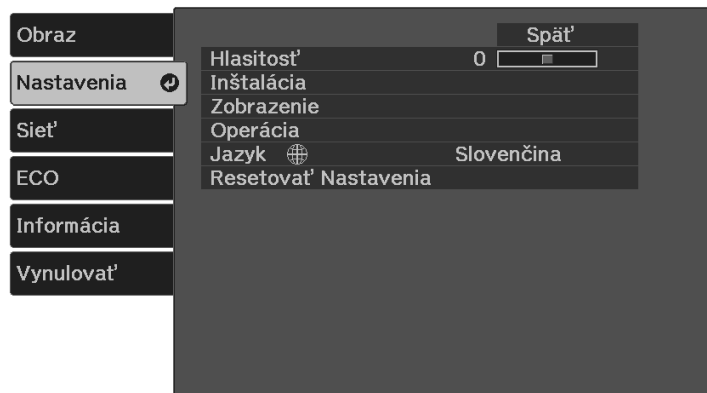 Obraz
Nastavenia
Sieť
ECO
Informácia
Vynulovať
Späť
Hlasitosť 0
Inštalácia
Zobrazenie
Operácia
Jazyk Slovenčina
Resetovať Nastavenia